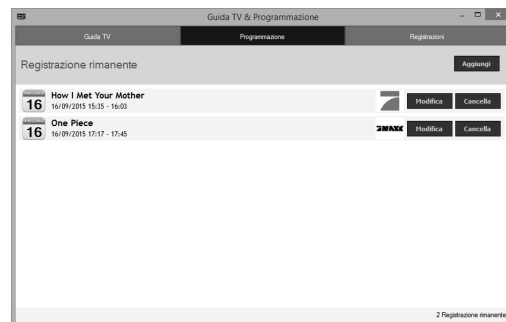 Guida TV & Programmazione
Guida TV Programmazione Registrazioni
Registrazione rimanente Aggiungi
16 How I Met Your Mother
16/09/2015 15:35 - 16:03 Modifica Cancella
16 One Piece
16/09/2015 17:17 - 17:45 MAXX Modifica Cancella
2 Registrazione rimanente